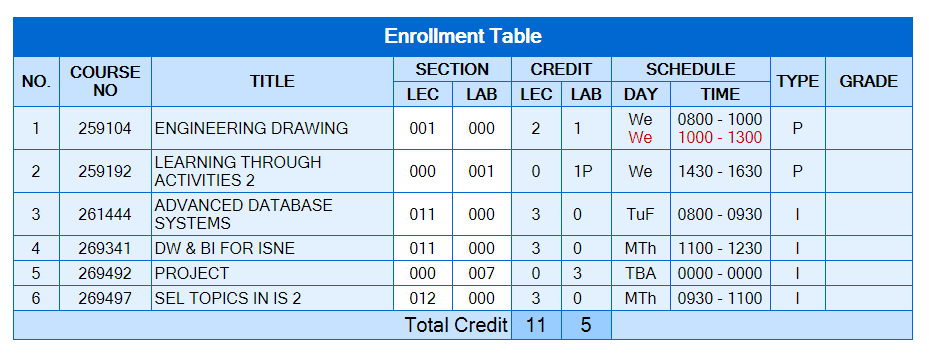 Enrollment Table
NO. COURSE NO TITLE SECTION CREDIT SCHEDULE TYPE GRADE
LEC LAB LEC LAB DAY TIME
1 259104 ENGINEERING DRAWING 001 000 2 1 We 0800 - 1000 P
We 1000 - 1300
2 259192 LEARNING THROUGH ACTIVITIES 2 000 001 0 1P We 1430 - 1630 P
3 261444 ADVANCED DATABASE SYSTEMS 011 000 3 0 TuF 0800 - 0930 I
4 269341 DW & BI FOR ISNE 011 000 3 0 MTh 1100 - 1230 I
5 269492 PROJECT 000 007 0 3 TBA 0000 - 0000 I
6 269497 SEL TOPICS IN IS 2 012 000 3 0 MTh 0930 - 1100 I
Total Credit 11 5